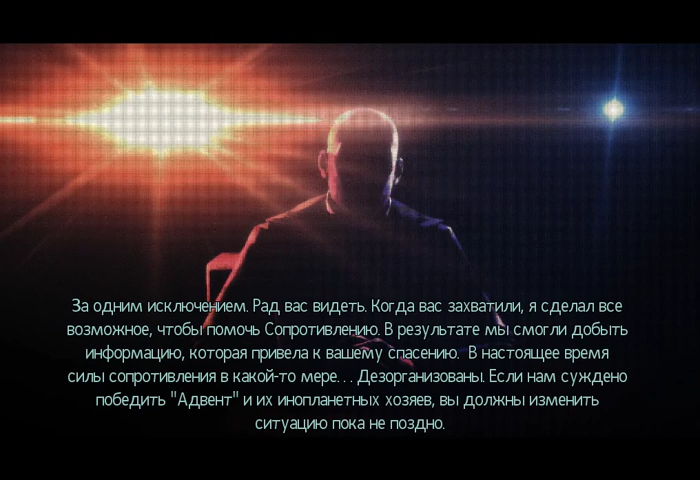 За одним исключением. Рад вас видеть. Когда вас захватили, я сделал все
возможное, чтобы помочь Сопротивлению. В результате мы смогли добыть
информацию, которая привела к вашему спасению. В настоящее время
силы сопротивления в какой-то мере... Дезорганизованы. Если нам суждено
победить "Адвент" и их инопланетных хозяев, вы должны изменить
ситуацию пока не поздно.